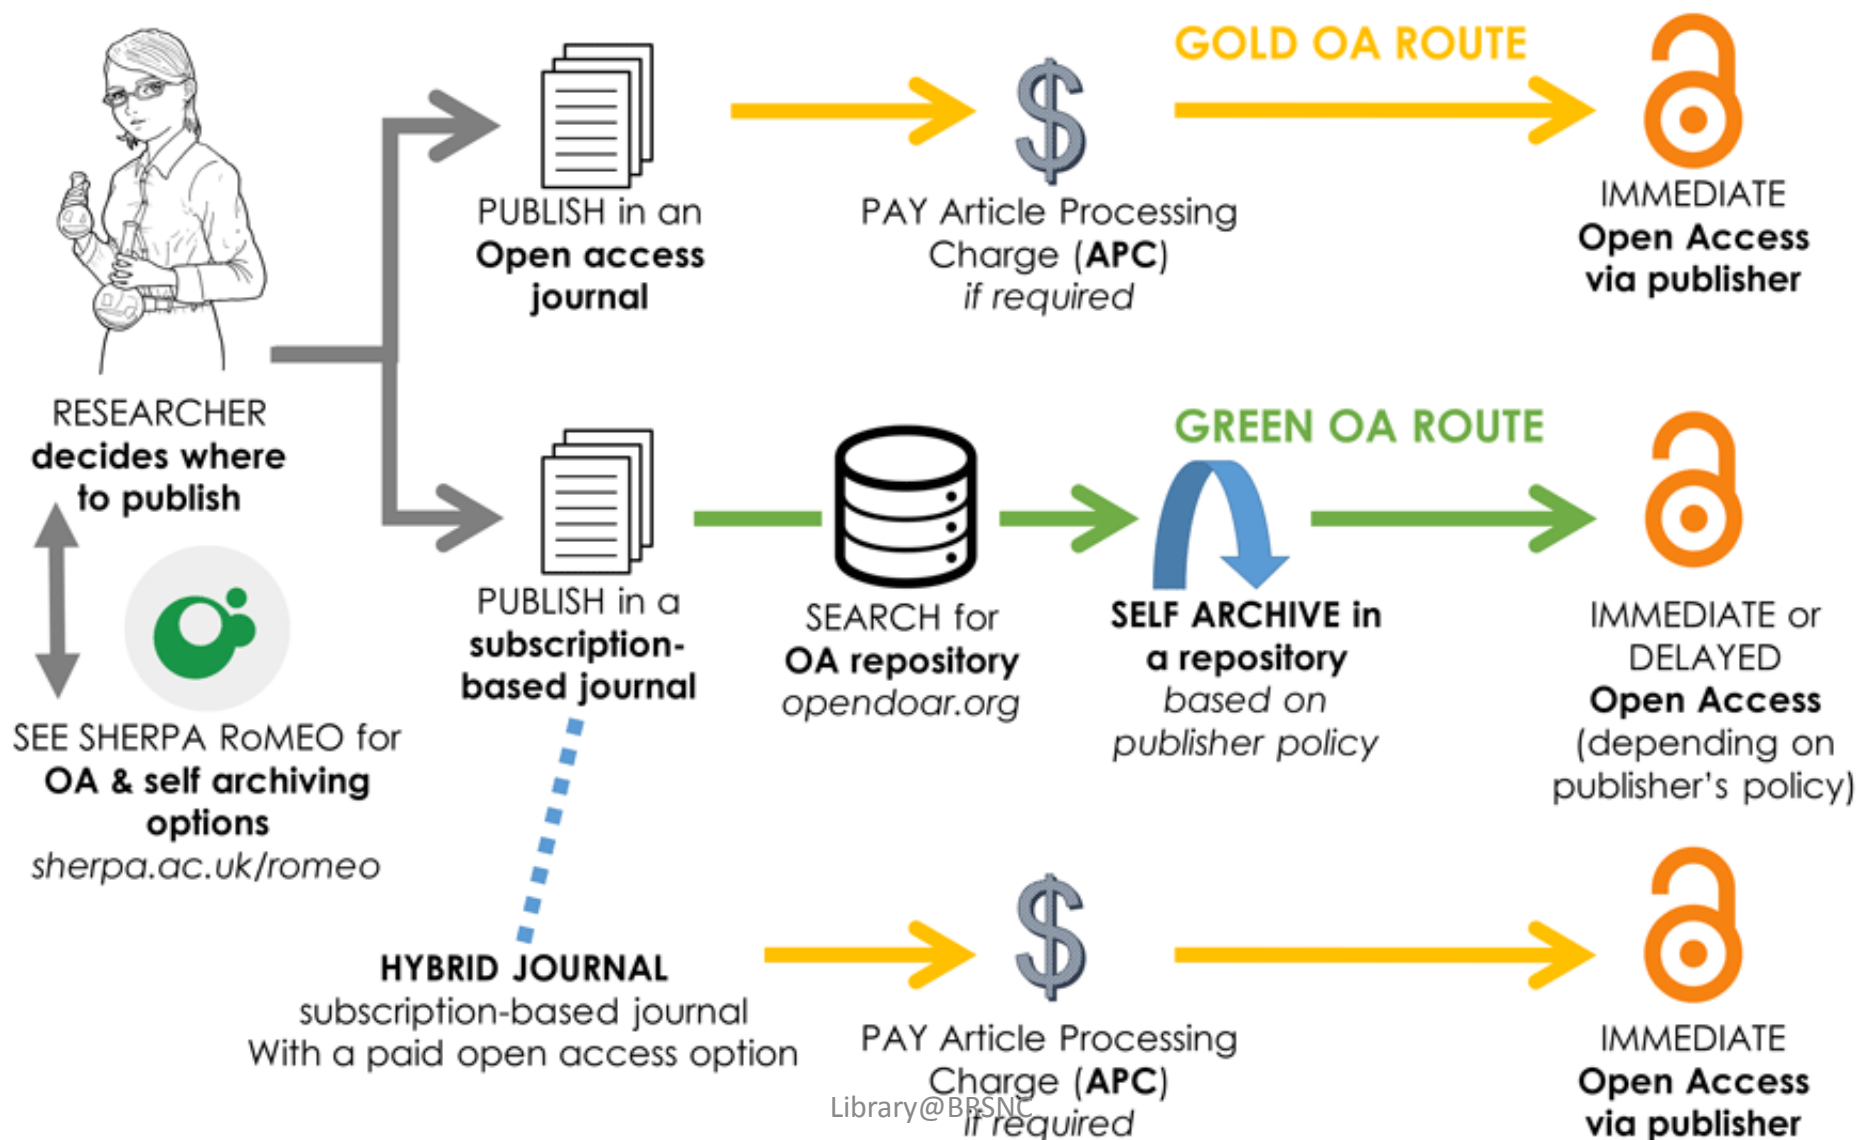 GOLD OA ROUTE
PUBLISH in an
Open access
journal
PAY Article Processing
Charge (APC)
if required
IMMEDIATE
Open Access
via publisher
RESEARCHER
decides where
to publish
SEE SHERPA RoMEO for
OA & self archiving
options
sherpa.ac.uk/romeo
GREEN OA ROUTE
PUBLISH in a
subscription-
based journal
SEARCH for
OA repository
opendoar.org
SELF ARCHIVE in
a repository
based on
publisher policy
IMMEDIATE or
DELAYED
Open Access
(depending on
publisher's policy)
HYBRID JOURNAL
subscription-based journal
With a paid open access option
PAY Article Processing
Charge (APC)
if required
Library@BRSNC
IMMEDIATE
Open Access
via publisher